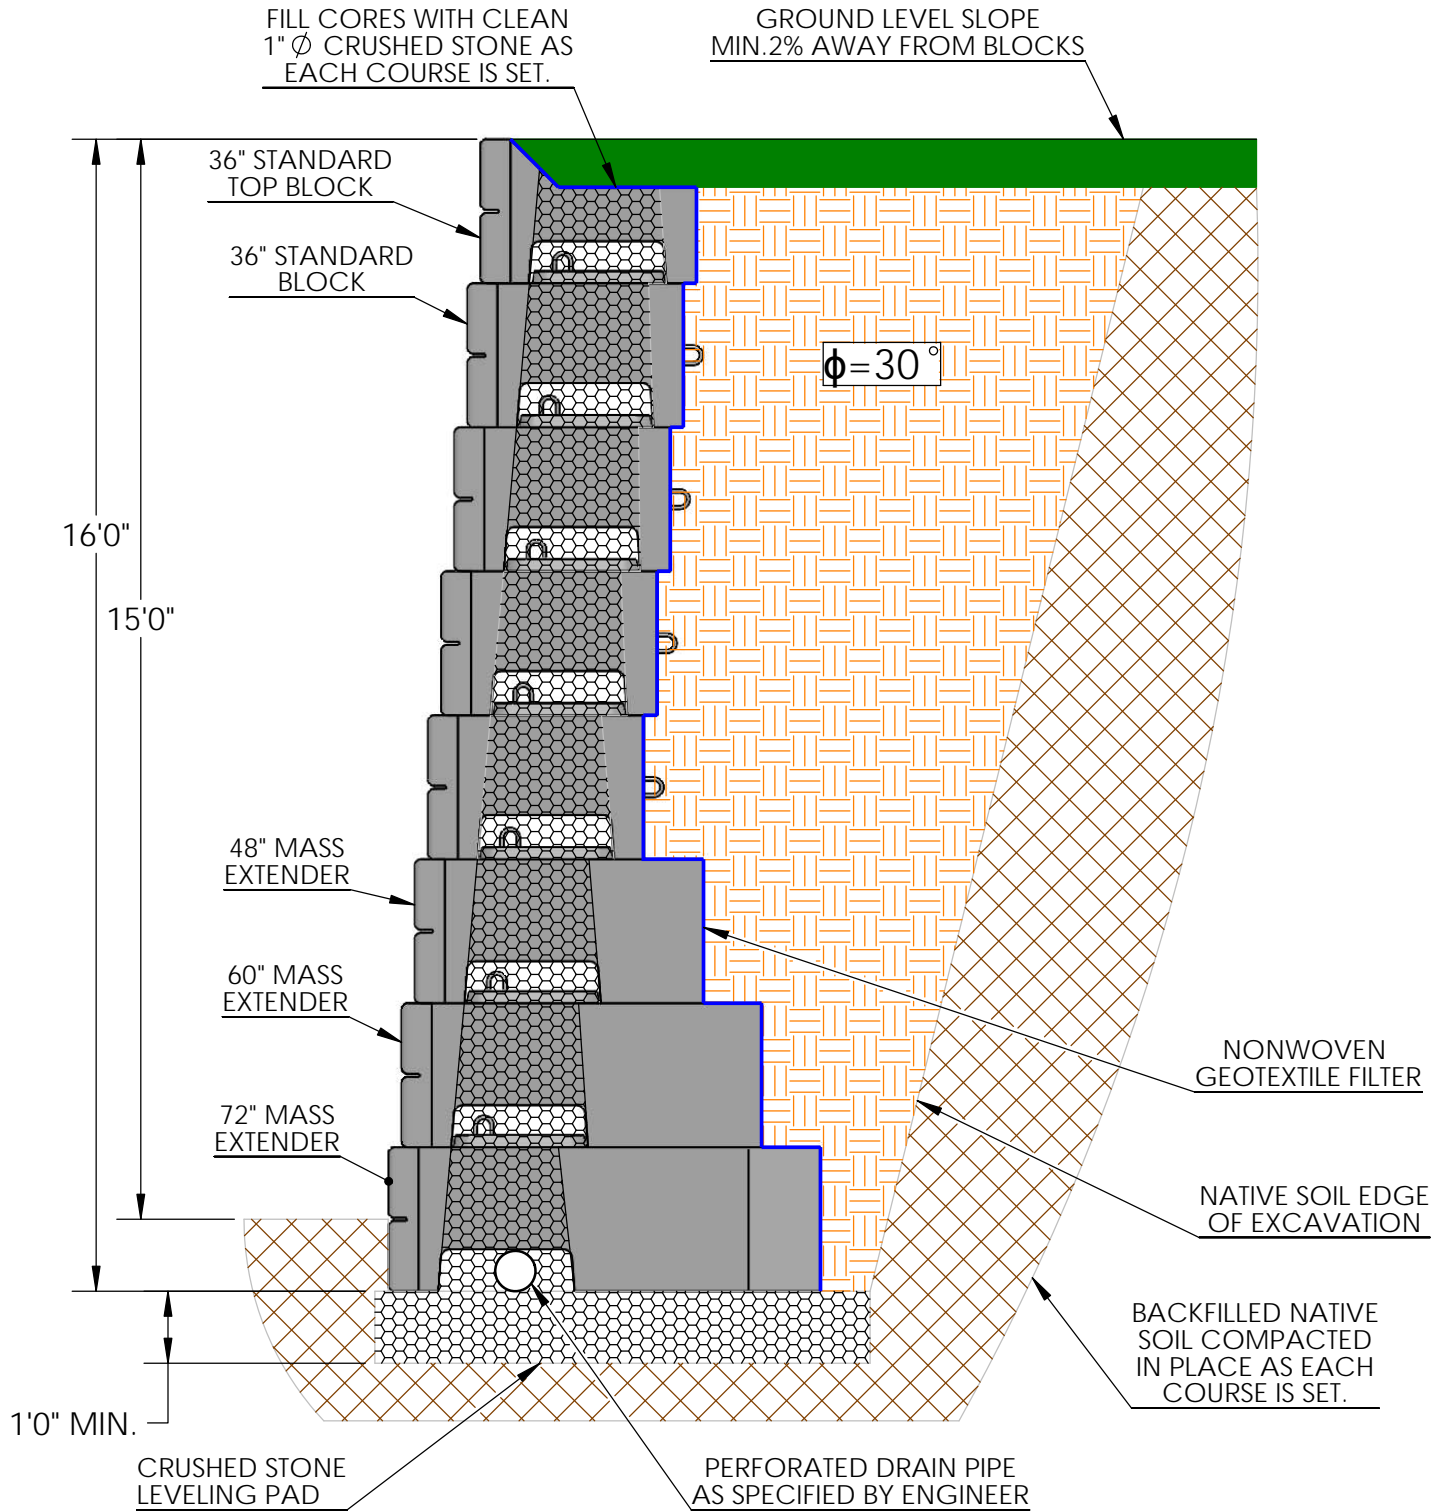 FILL CORES WITH CLEAN
1" Ø CRUSHED STONE AS
EACH COURSE IS SET.
GROUND LEVEL SLOPE
MIN.2% AWAY FROM BLOCKS
36" STANDARD
TOP BLOCK
36" STANDARD
BLOCK
ϕ=30°
16'0"
15'0"
48" MASS
EXTENDER
60" MASS
EXTENDER
72" MASS
EXTENDER
NONWOVEN
GEOTEXTILE FILTER
NATIVE SOIL EDGE
OF EXCAVATION
BACKFILLED NATIVE
SOIL COMPACTED
IN PLACE AS EACH
COURSE IS SET.
1'0" MIN.
CRUSHED STONE
LEVELING PAD
PERFORATED DRAIN PIPE
AS SPECIFIED BY ENGINEER